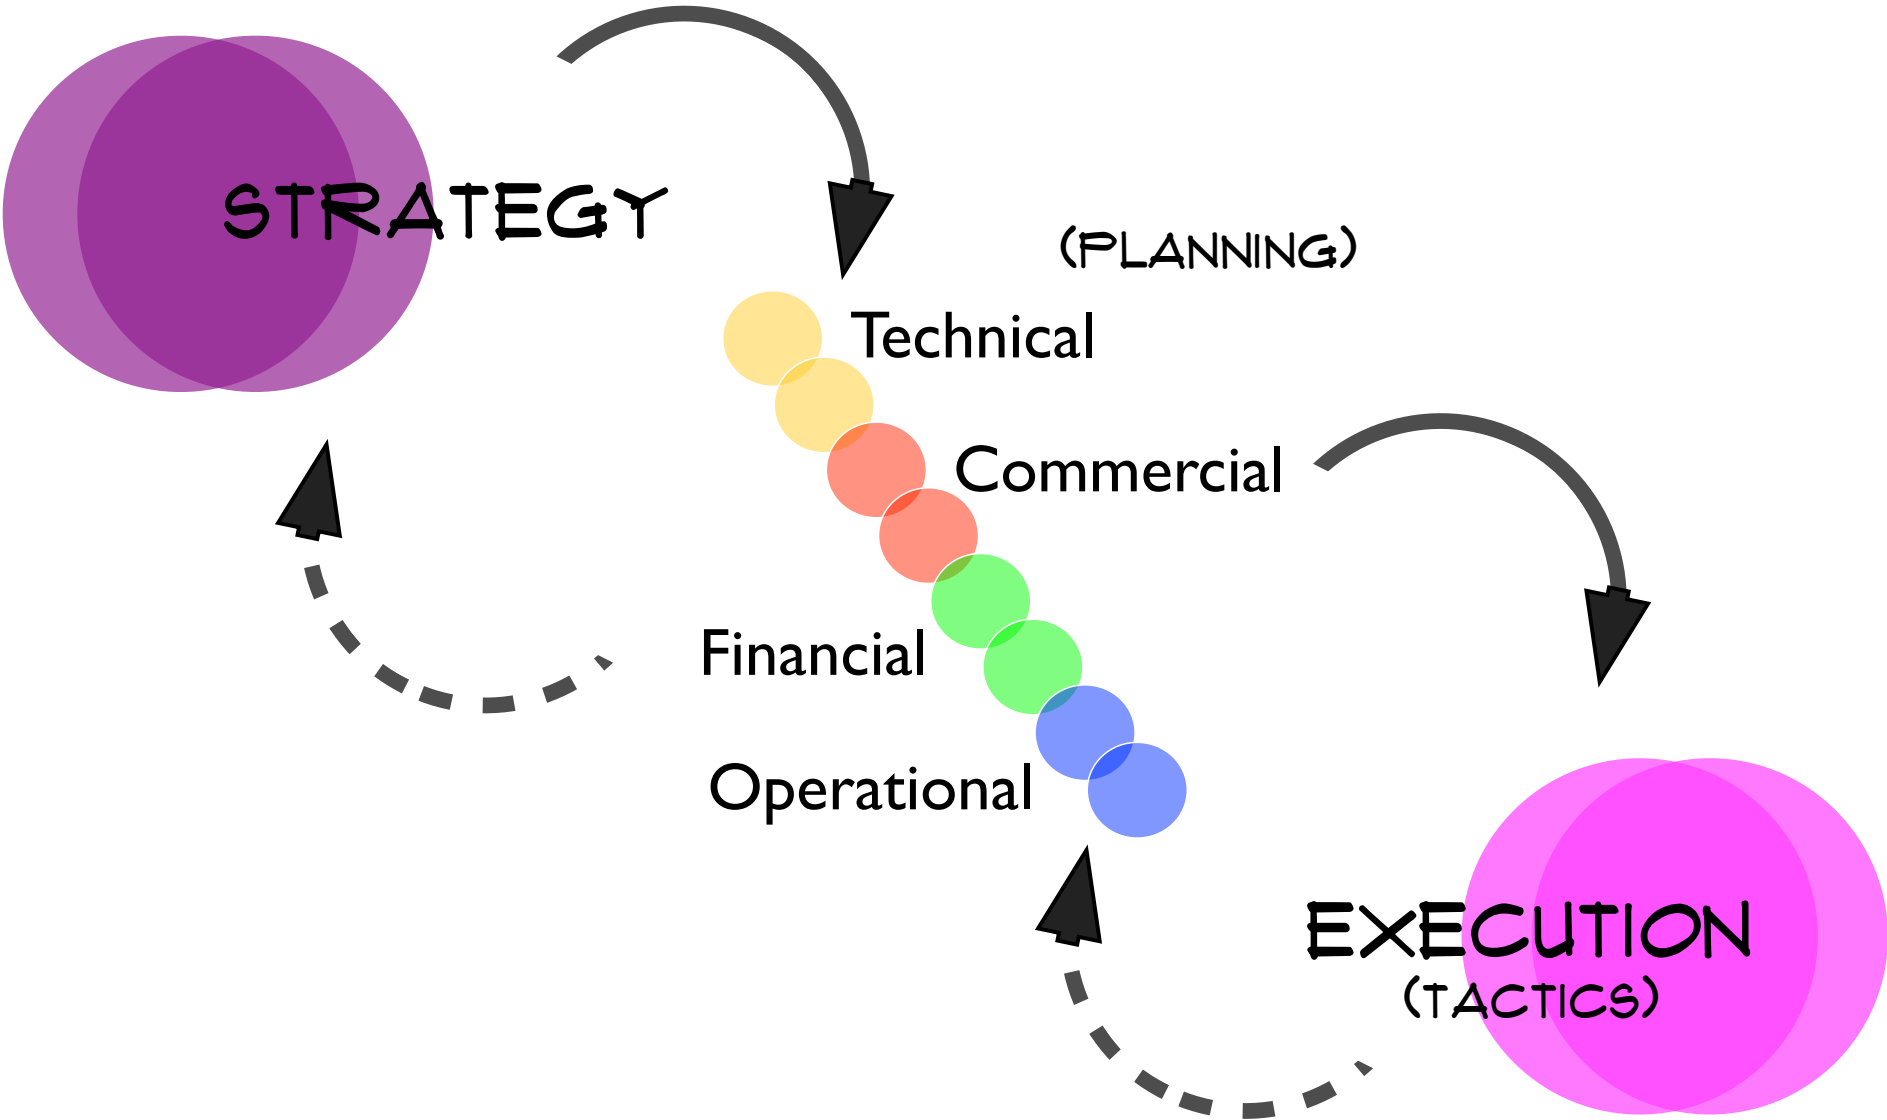 STRATEGY
(PLANNING)
Technical
Commercial
Financial
Operational
EXECUTION
(TACTICS)